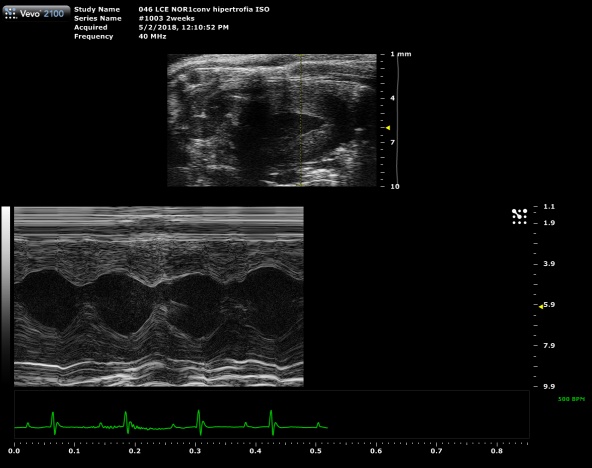 Vevo 2100
Study Name 046 LCE NOR1conv hipertrofia ISO
Series Name #1003 2weeks
Acquired 5/2/2018, 12:10:52 PM
Frequency 40 MHz
1 mm
4
7
10
1.1
1.9
3.9
5.9
7.9
9.9
500 BPM
0.0 0.1 0.2 0.3 0.4 0.5 0.6 0.7 0.8